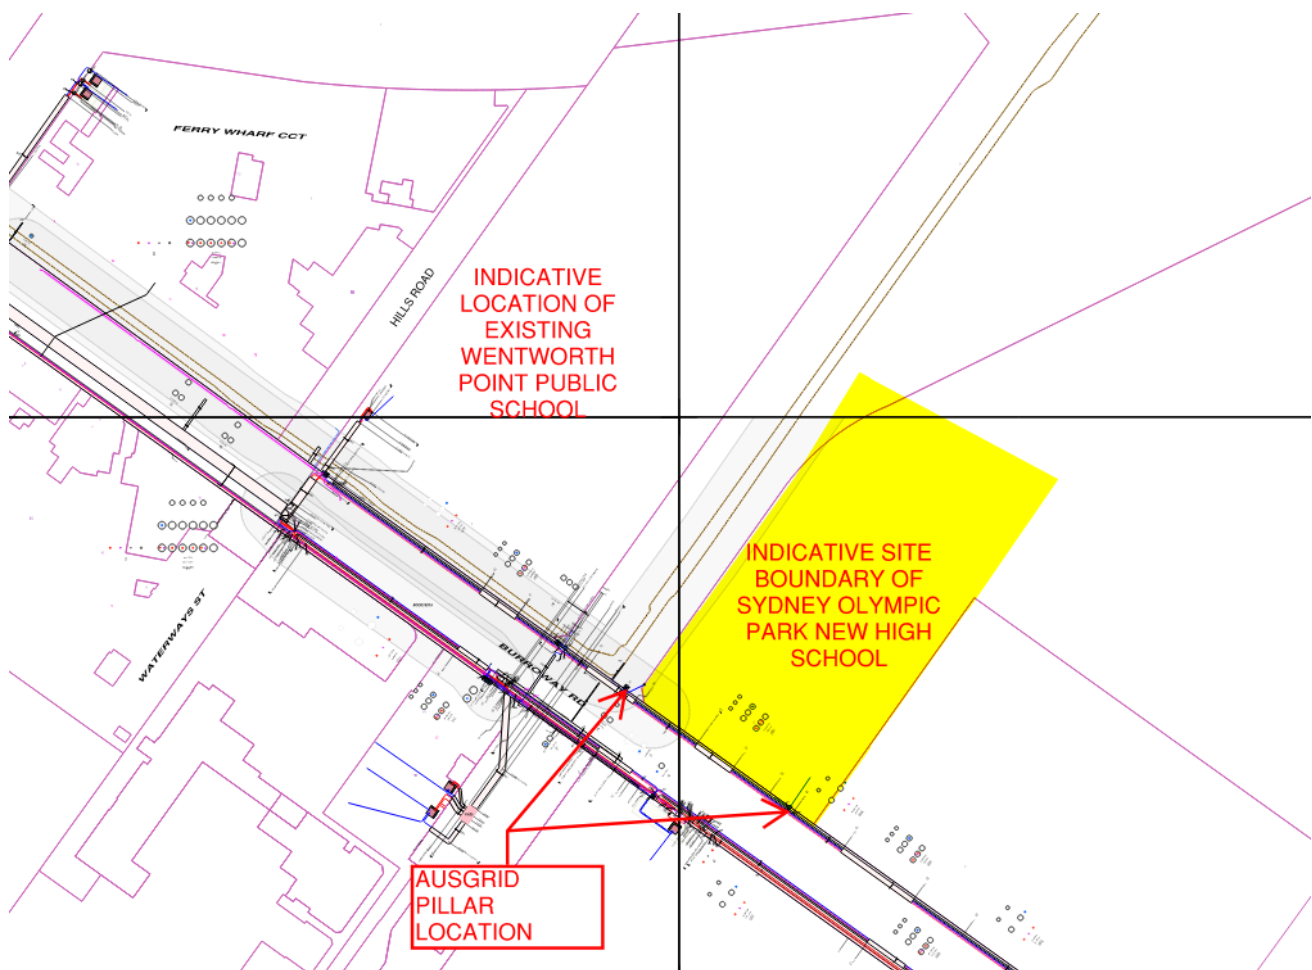 FERRY WHARF CCT
HILLS ROAD
INDICATIVE
LOCATION OF
EXISTING
WENTWORTH
POINT PUBLIC
SCHOOL
INDICATIVE SITE
BOUNDARY OF
SYDNEY OLYMPIC
PARK NEW HIGH
SCHOOL
WATERWAYS ST
BURROWAY RD
AUSGRID
PILLAR
LOCATION